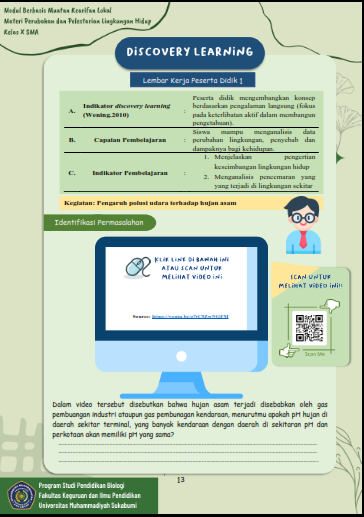 Modul Berbasis Muatan Kearifan Lokal
Materi Perubahan dan Pelestarian Lingkungan Hidup
Kelas X SMA
DISCOVERY LEARNING
Lembar Kerja Peserta Didik 1
A. Indikator discovery learning (Woning.2010) : Peserta didik mengembangkan konsep
berdasarkan pengalaman langsung (fokus
pada keterlibatan aktif dalam membangun
pengetahuan).
B. Capaian Pembelajaran : Siswa mampu menganalisis data
perubahan lingkungan, penyebab dan
dampaknya bagi kehidupan.
C. Indikator Pembelajaran : 1. Menjelaskan pengertian
keseimbangan lingkungan hidup
2. Menganalisis pencemaran yang
yang terjadi di lingkungan sekitar
Kegiatan: Pengaruh polusi udara terhadap hujan asam
Identifikasi Permasalahan
KLIK LINK DI BAWAH INI
ATAU SCAN UNTUK
MELIHAT VIDEO INI
Source:
SCAN UNTUK
MELIHAT VIDEO INI!
Scan Me
Dalam video tersebut disebutkan bahwa hujan asam terjadi disebabkan oleh gas
pembuangan industri ataupun gas pembuangan kendaraan, menurutmu apakah pH hujan di
daerah sekitar terminal, yang banyak kendaraan dengan daerah di sekitaran pH dan
perkotaan akan memiliki pH yang sama?
13
Program Studi Pendidikan Biologi
Fakultas Keguruan dan Ilmu Pendidikan
Universitas Muhammadiyah Sukabumi